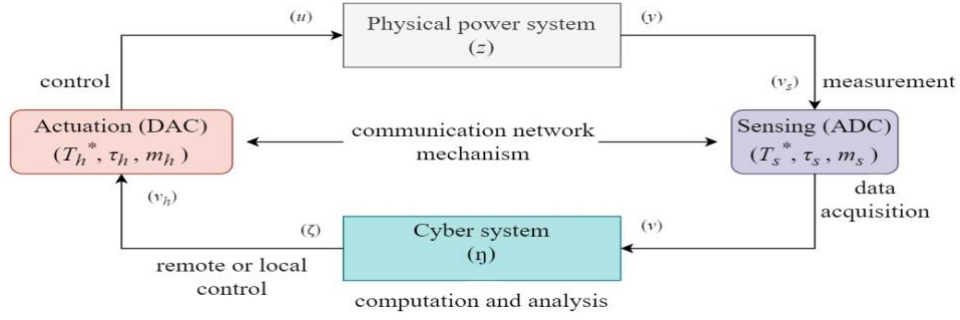 (u)
Physical power system
(z)
(y)
control
(v_s)
measurement
Actuation (DAC)
(T_h^*, τ_h , m_h )
communication network
mechanism
Sensing (ADC)
(T_s^*, τ_s , m_s )
(v_h)
data
acquisition
(ζ)
Cyber system
(ŋ)
(v)
remote or local
control
computation and analysis